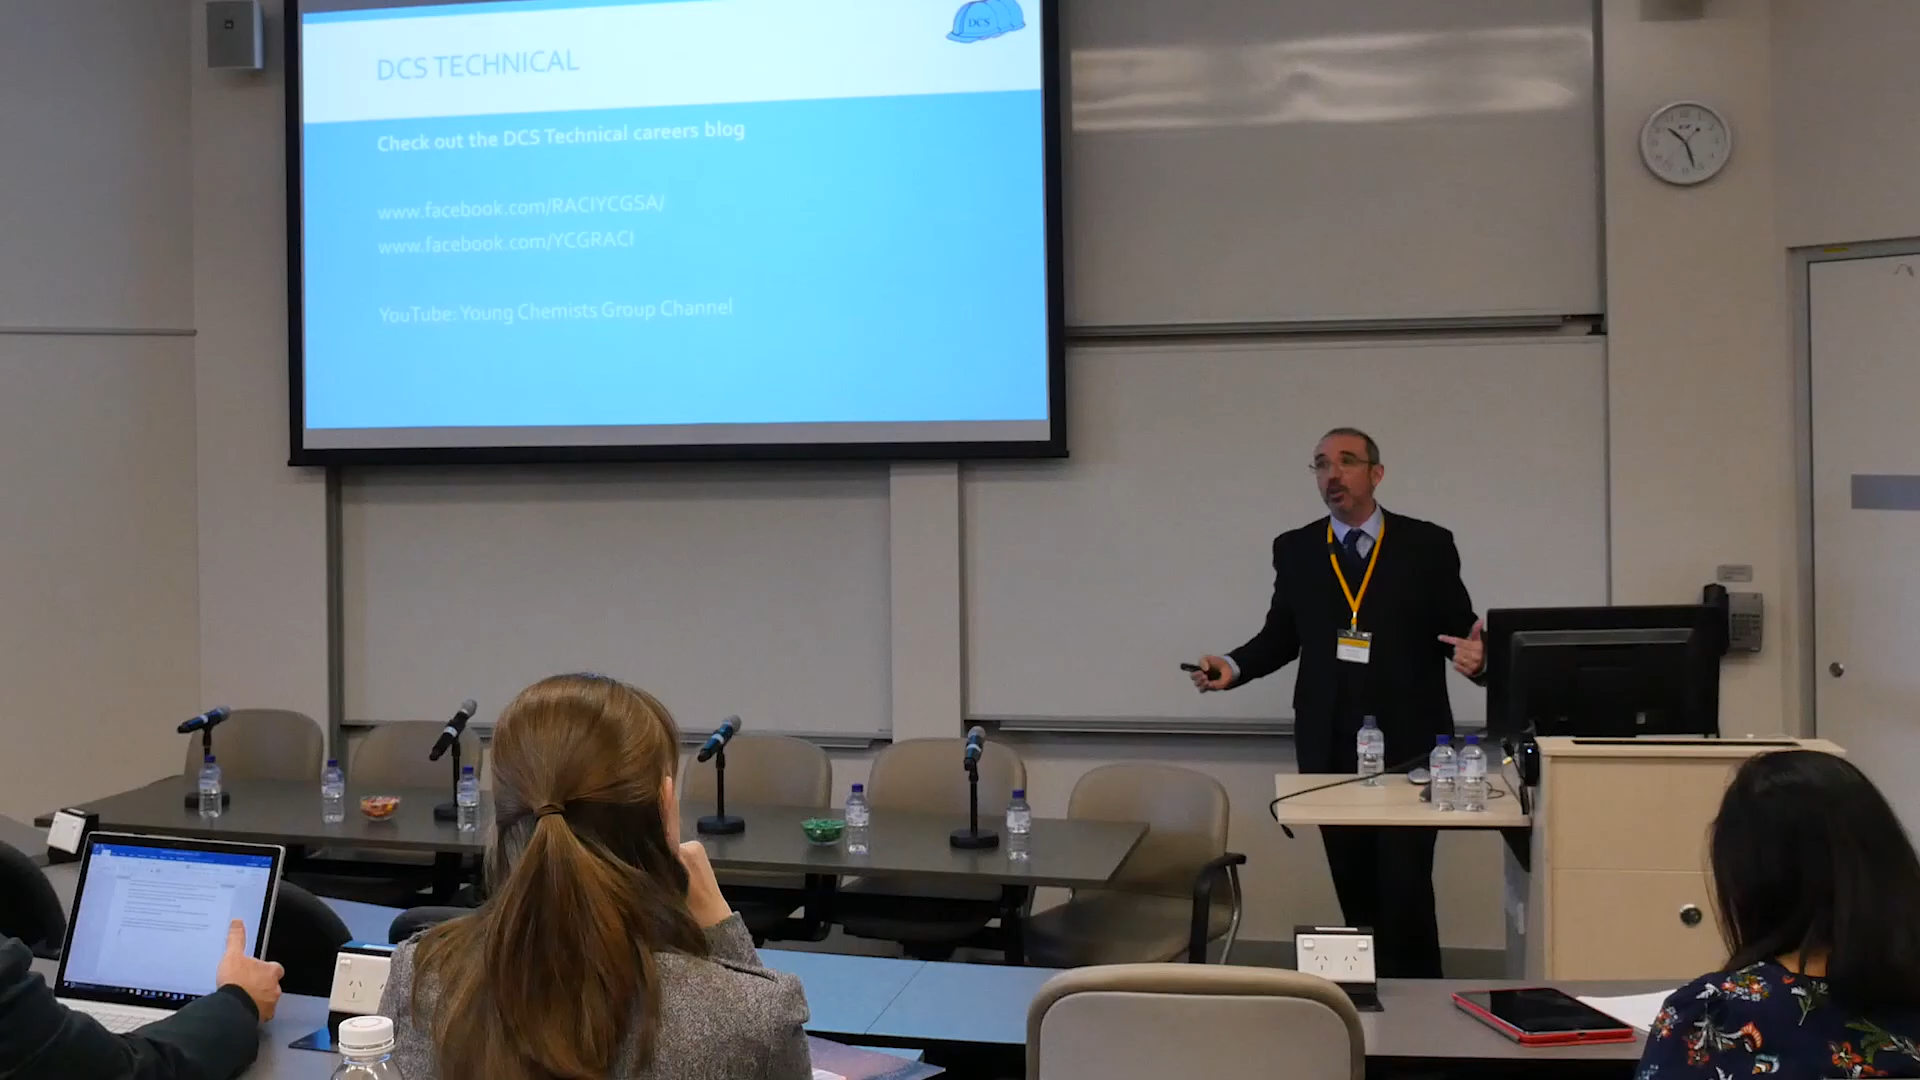 DCS
DCS TECHNICAL
Check out the DCS Technical careers blog
www.facebook.com/RACIYCGSA/
www.facebook.com/YCGRACI
YouTube: Young Chemists Group Channel